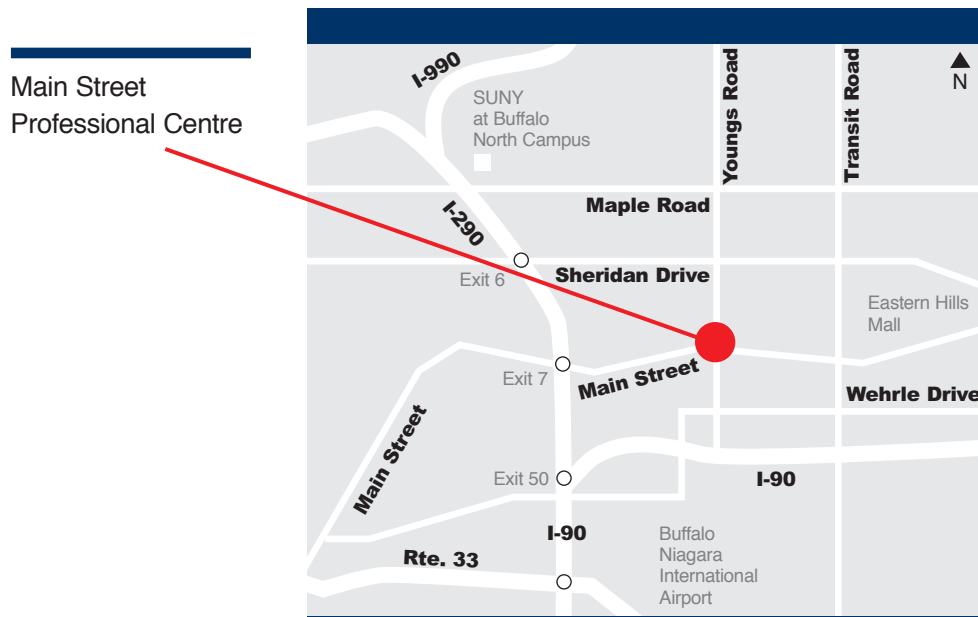 Main Street
Professional Centre
I-990
SUNY
at Buffalo
North Campus
Youngs Road
Transit Road
N
Maple Road
I-290
Exit 6
Sheridan Drive
Eastern Hills
Mall
Exit 7
Main Street
Wehrle Drive
Main Street
Exit 50
I-90
I-90
Rte. 33
Buffalo
Niagara
International
Airport